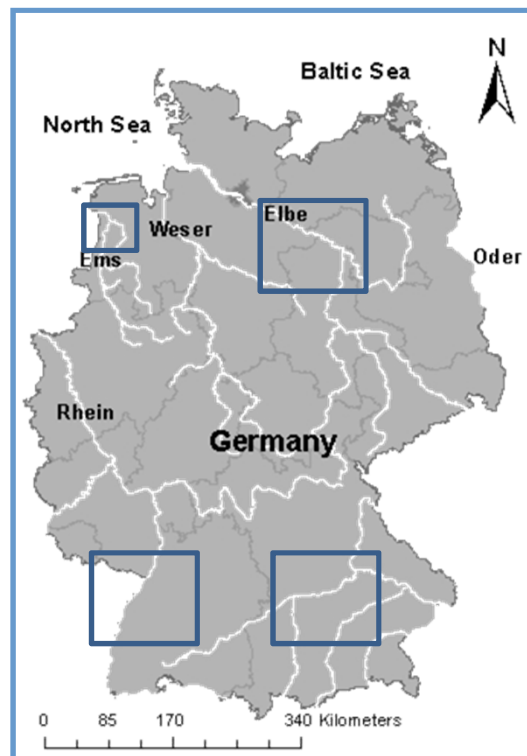 N
Baltic Sea
North Sea
Elbe
Weser
Oder
Ems
Rhein
Germany
0 85 170 340 Kilometers